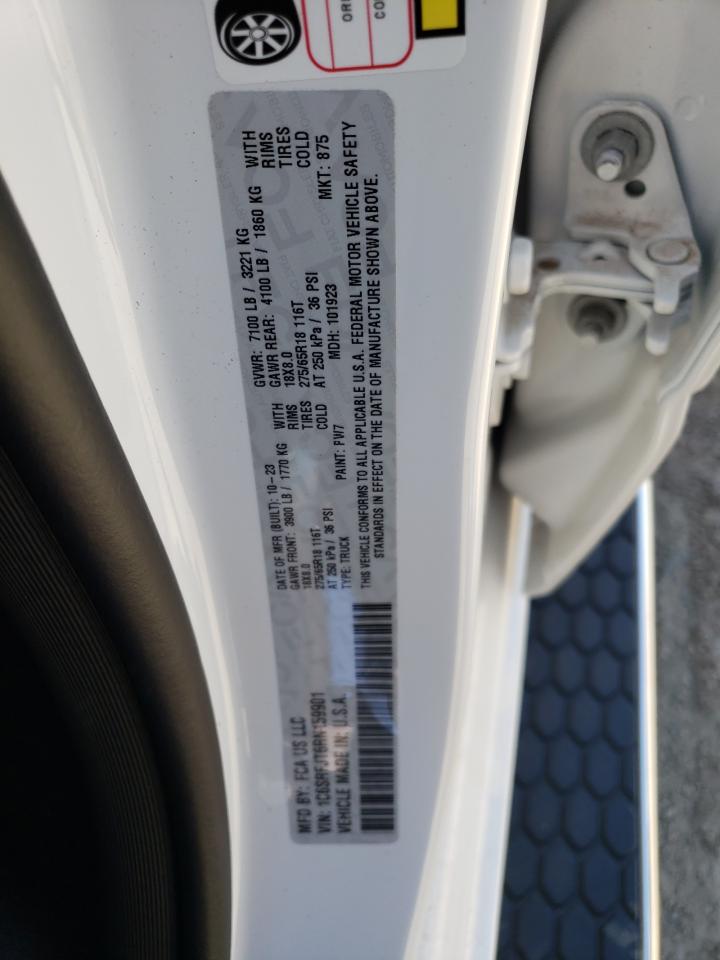 MFD BY: FCA US LLC
DATE OF MFR (BUILT): 10-23
GVWR: 7100 LB / 3221 KG
GAWR FRONT: 3900 LB / 1770 KG WITH
18X8.0 RIMS
275/65R18 116T TIRES
AT 250 kPa / 36 PSI COLD
GAWR REAR: 4100 LB / 1860 KG WITH
18X8.0 RIMS
275/65R18 116T TIRES
AT 250 kPa / 36 PSI COLD
VIN: 1C6SRFJT6RN159901
TYPE: TRUCK PAINT: PW7 MDH: 101923 MKT: 875
VEHICLE MADE IN: U.S.A.
THIS VEHICLE CONFORMS TO ALL APPLICABLE U.S.A. FEDERAL MOTOR VEHICLE SAFETY
STANDARDS IN EFFECT ON THE DATE OF MANUFACTURE SHOWN ABOVE.